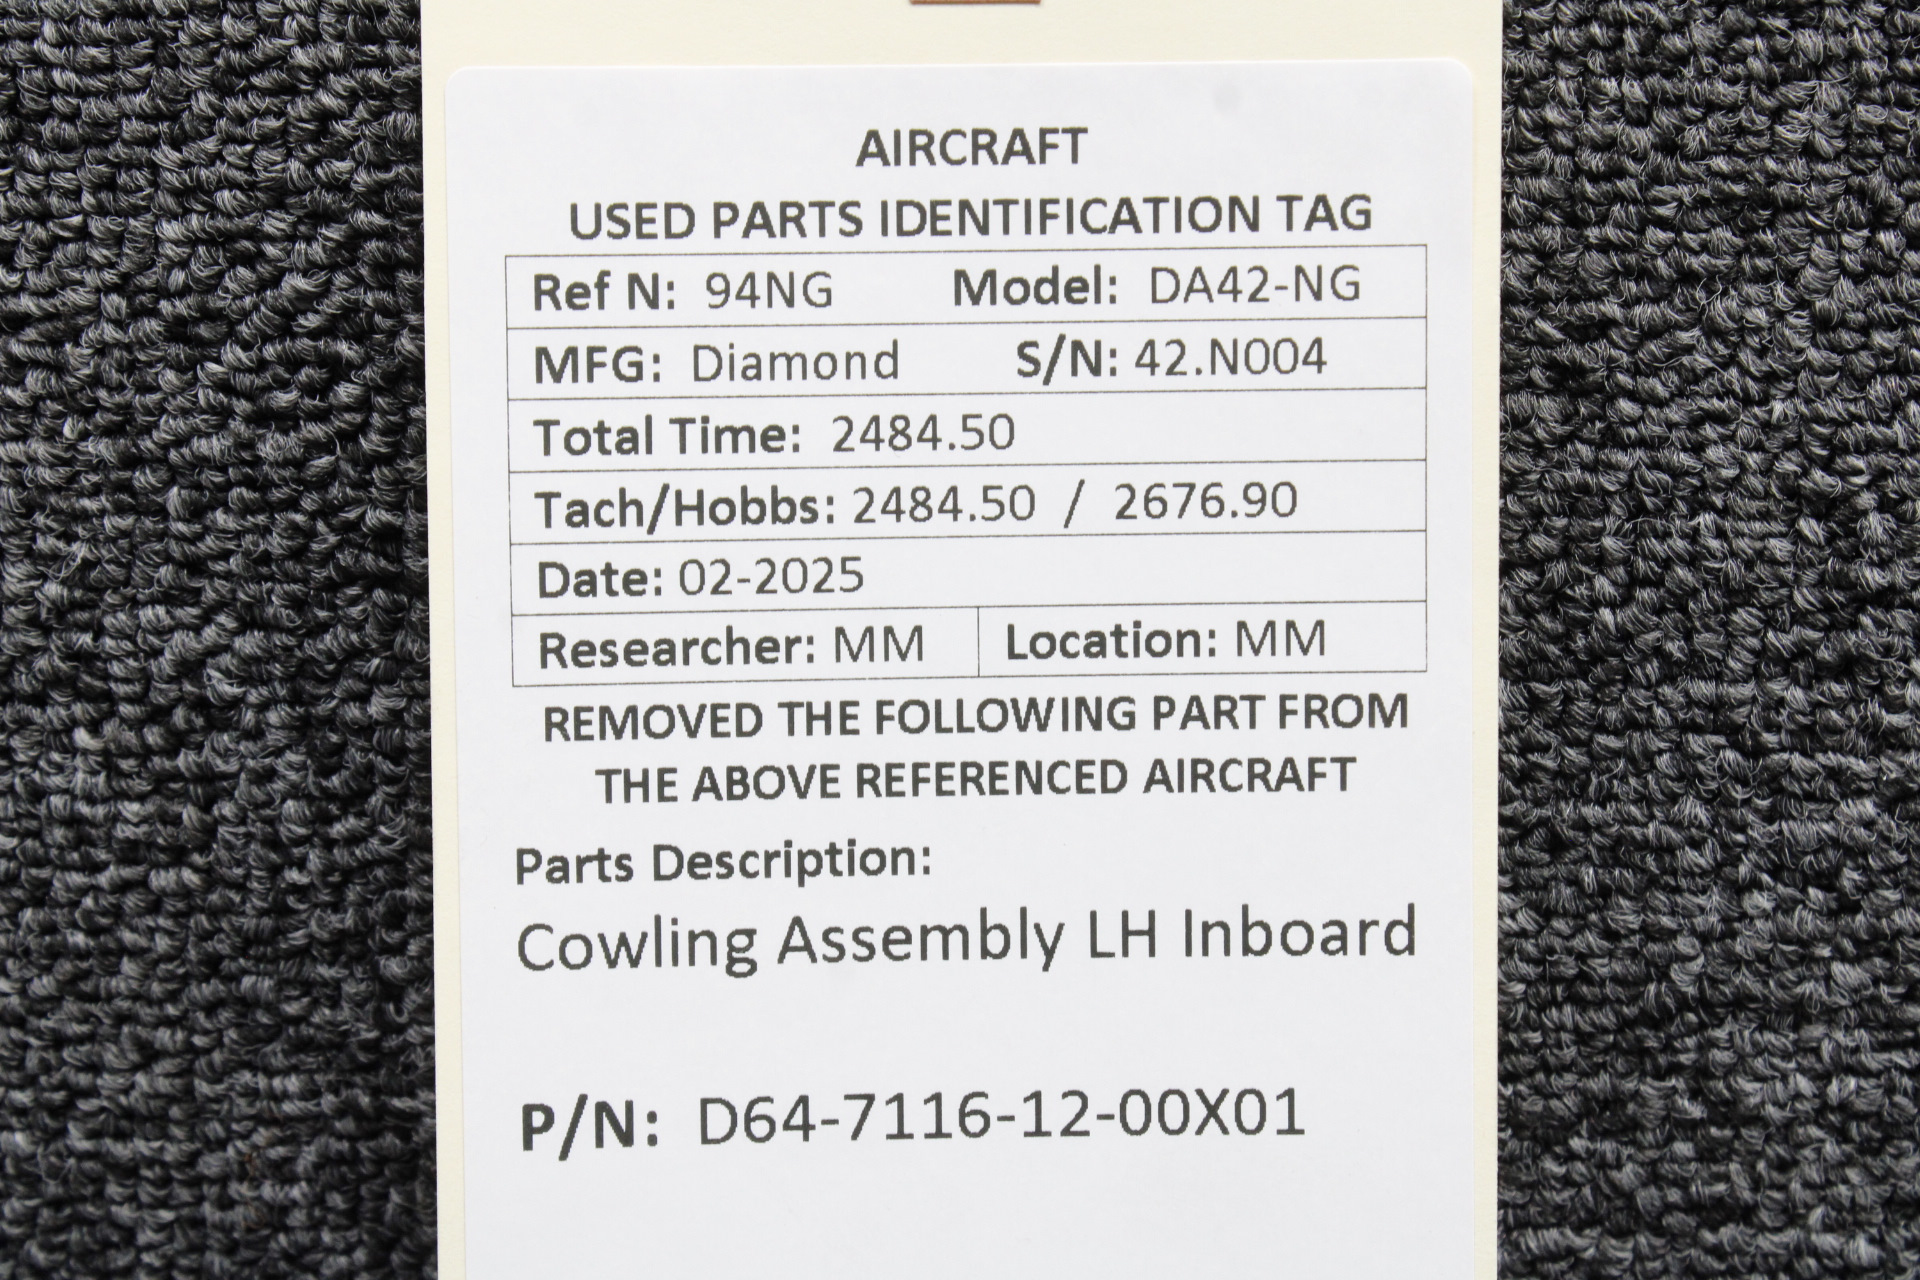 AIRCRAFT
USED PARTS IDENTIFICATION TAG
Ref N: 94NG Model: DA42-NG
MFG: Diamond S/N: 42.N004
Total Time: 2484.50
Tach/Hobbs: 2484.50 / 2676.90
Date: 02-2025
Researcher: MM Location: MM
REMOVED THE FOLLOWING PART FROM
THE ABOVE REFERENCED AIRCRAFT
Parts Description:
Cowling Assembly LH Inboard
P/N: D64-7116-12-00X01